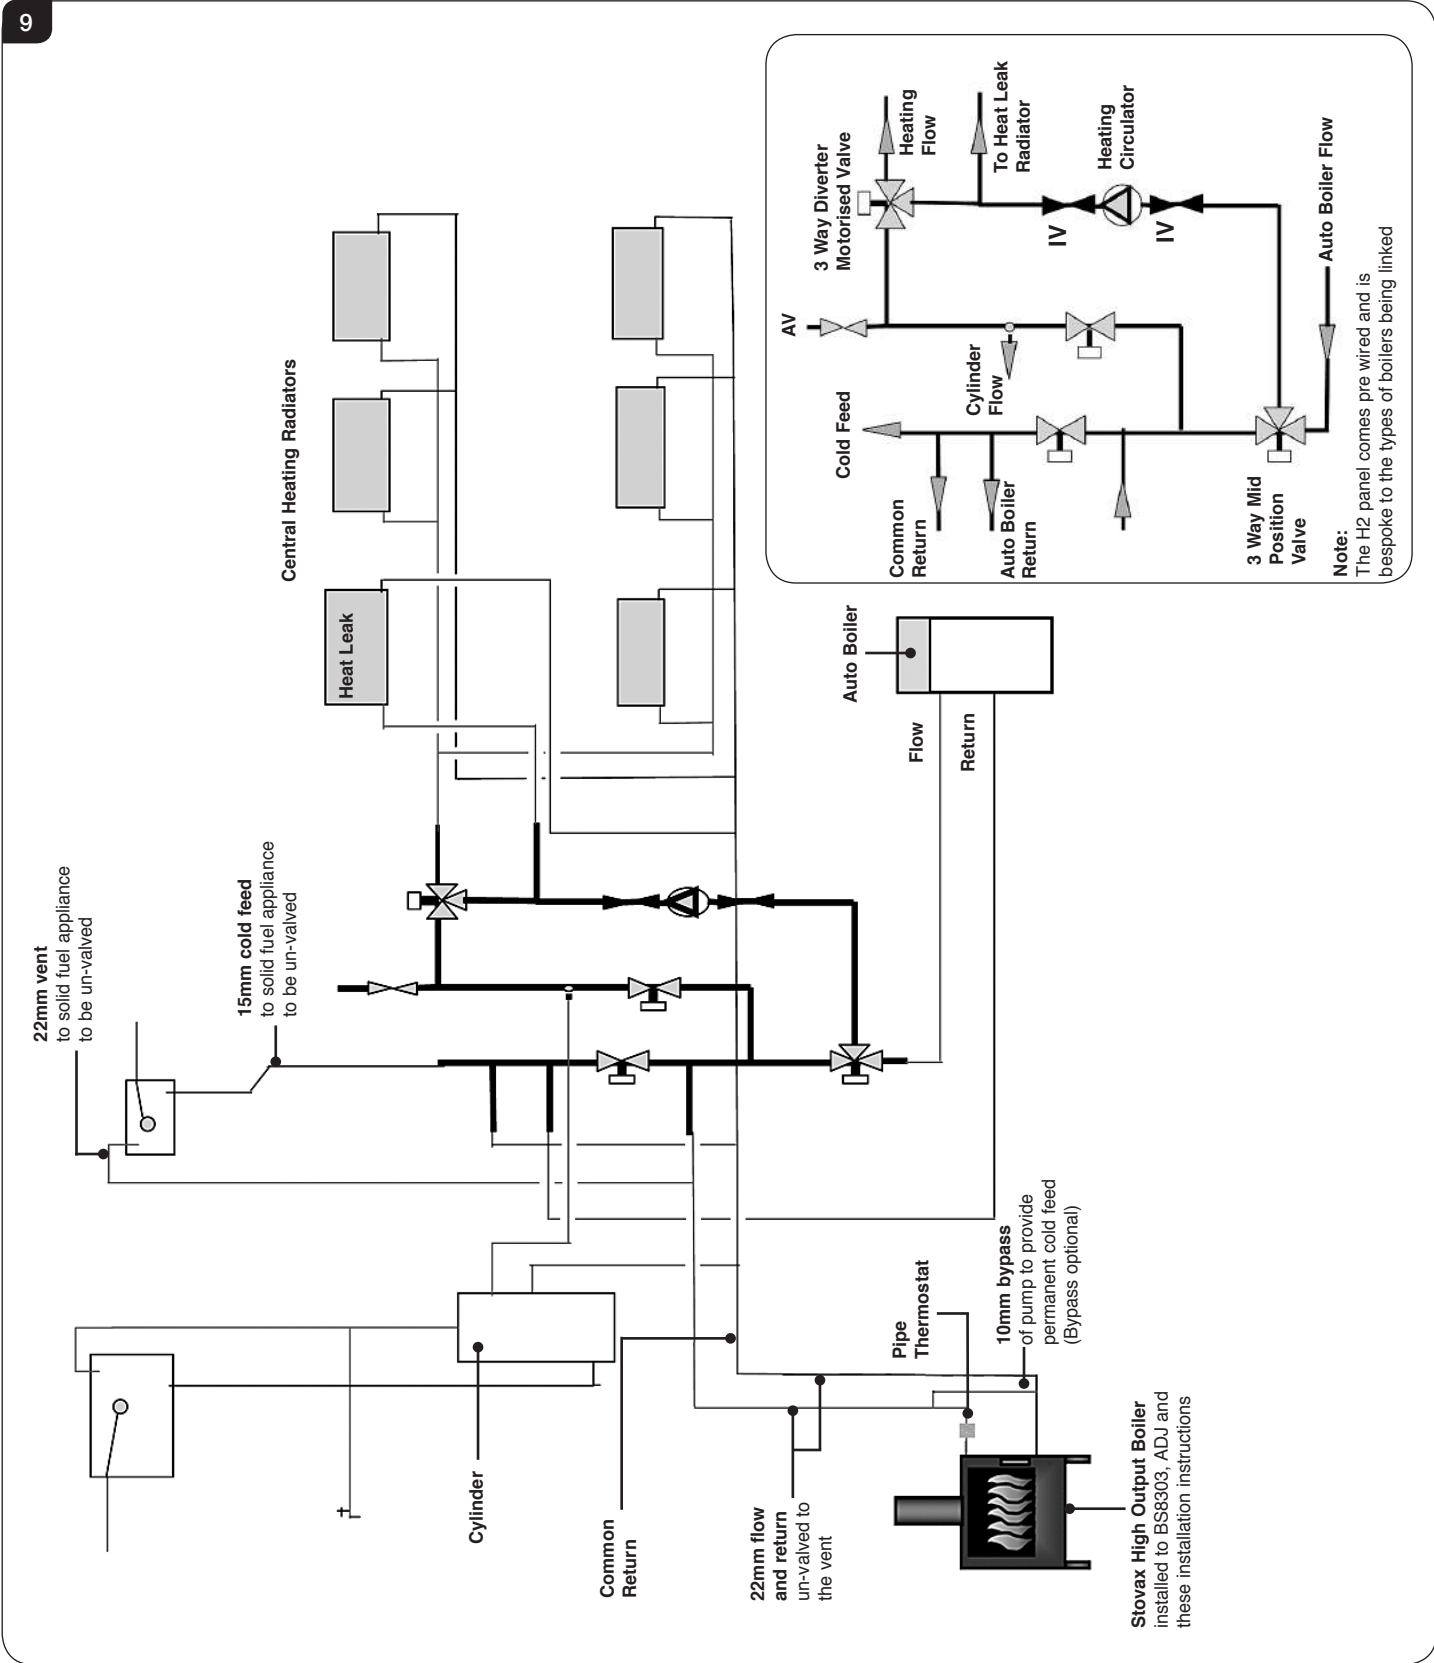 9
22mm vent
to solid fuel appliance
to be un-valved
15mm cold feed
to solid fuel appliance
to be un-valved
Central Heating Radiators
Heat Leak
Cylinder
Common
Return
22mm flow
and return
un-valved to
the vent
Pipe
Thermostat
10mm bypass
of pump to provide
permanent cold feed
(Bypass optional)
Stovax High Output Boiler
installed to BS8303, ADJ and
these installation instructions
Auto Boiler
Flow
Return
AV
3 Way Diverter
Motorised Valve
Heating
Flow
To Heat Leak
Radiator
Cold Feed
Cylinder
Flow
IV
Heating
Circulator
IV
Common
Return
Auto Boiler
Return
3 Way Mid
Position
Valve
Auto Boiler Flow
Note:
The H2 panel comes pre wired and is
bespoke to the types of boilers being linked